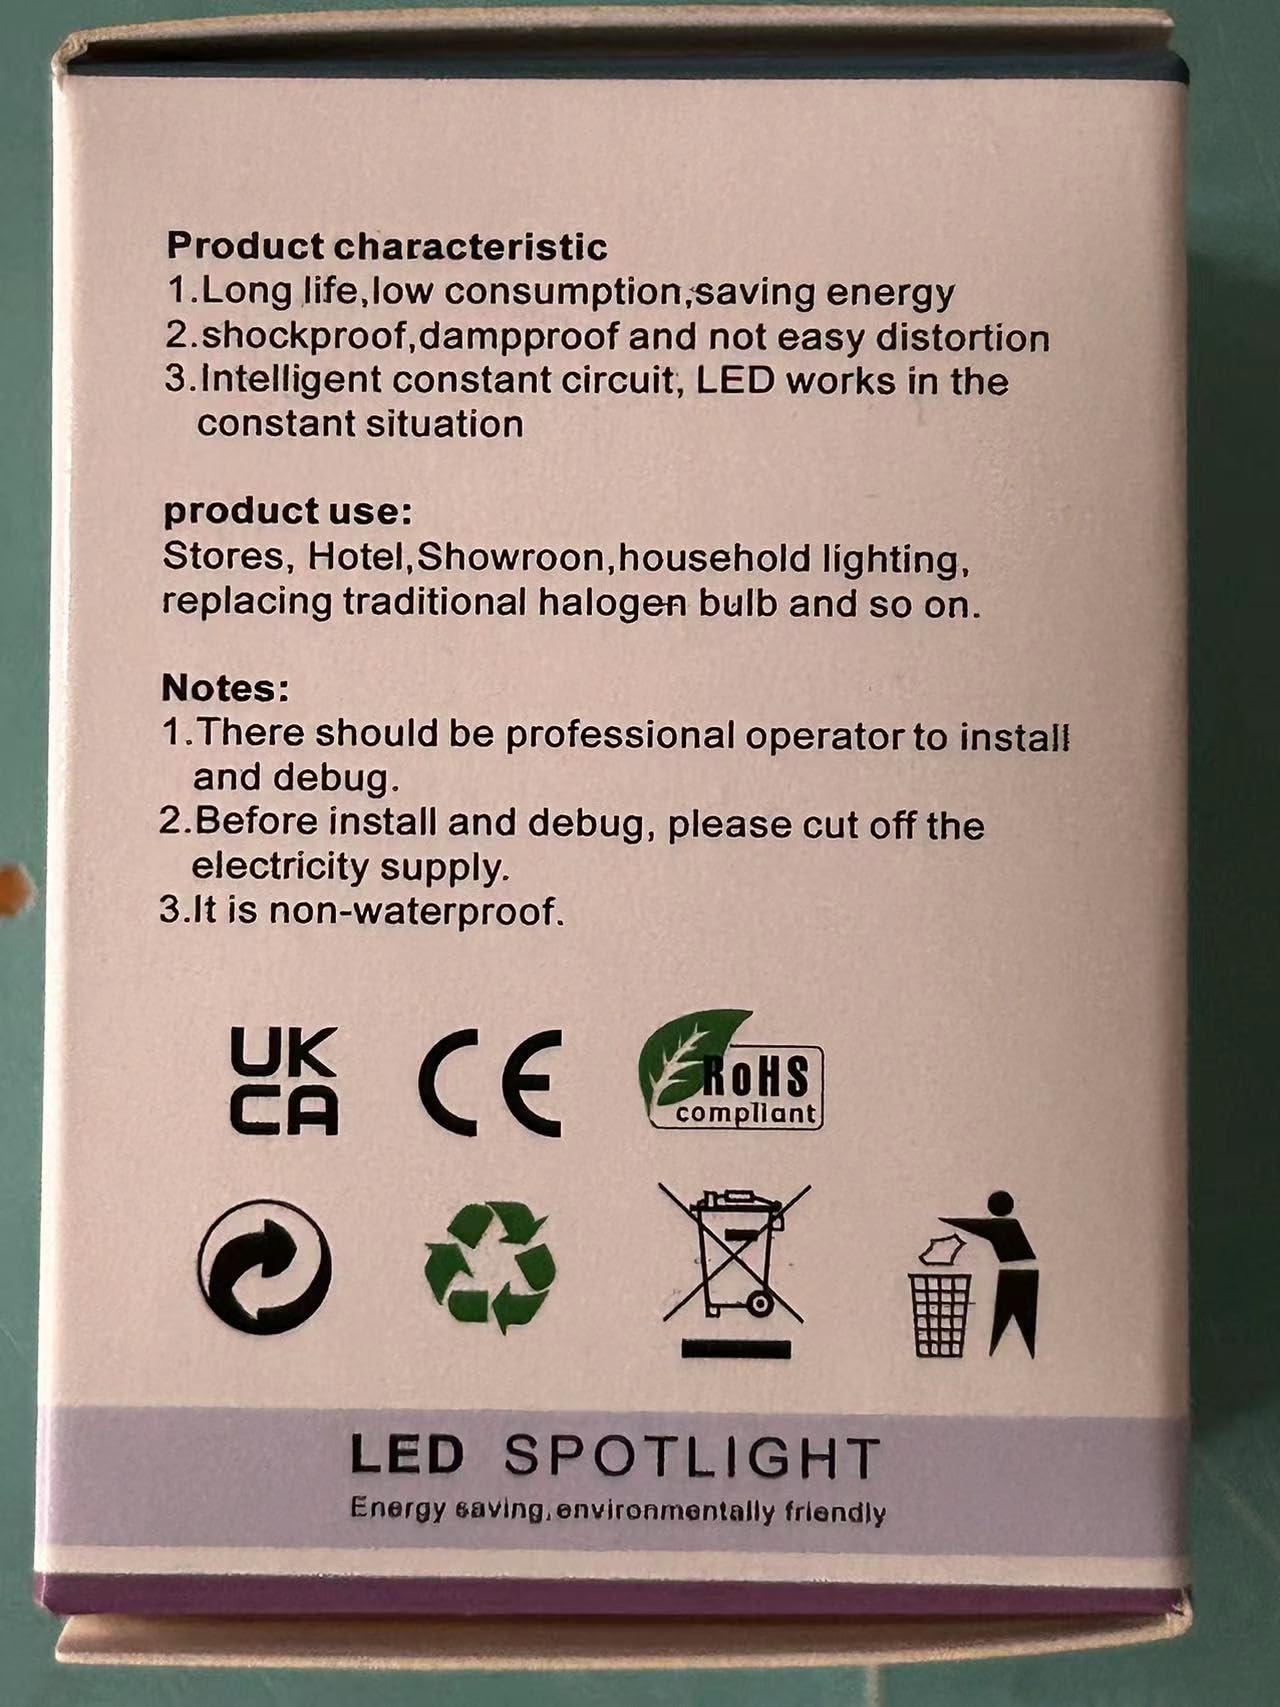 Product characteristic
1.Long life,low consumption,saving energy
2.shockproof,dampproof and not easy distortion
3.Intelligent constant circuit, LED works in the
constant situation
product use:
Stores, Hotel,Showroon,household lighting,
replacing traditional halogen bulb and so on.
Notes:
1.There should be professional operator to install
and debug.
2.Before install and debug, please cut off the
electricity supply.
3.It is non-waterproof.
UK
CA
CE
RoHS
compliant
LED SPOTLIGHT
Energy saving,environmentally friendly